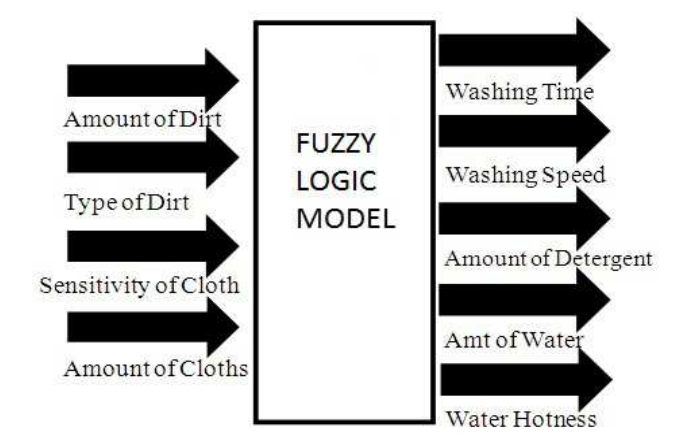 Amount of Dirt
Type of Dirt
Sensitivity of Cloth
Amount of Cloths
FUZZY
LOGIC
MODEL
Washing Time
Washing Speed
Amount of Detergent
Amt of Water
Water Hotness